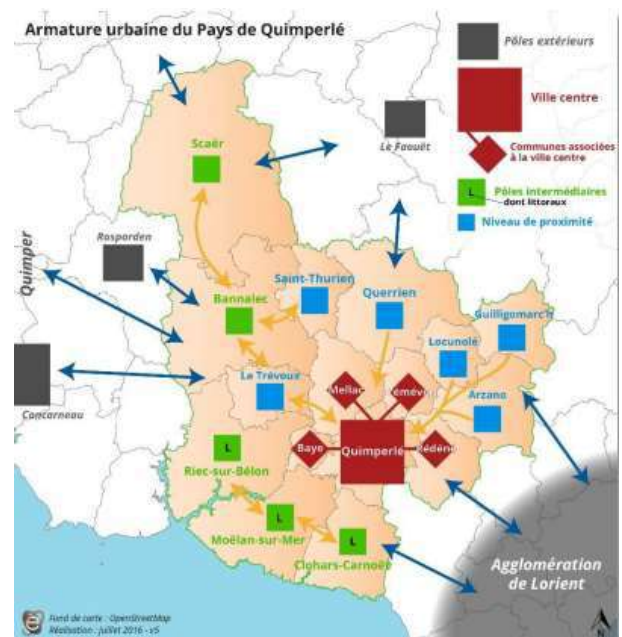 Armature urbaine du Pays de Quimperlé
Pôles extérieurs
Ville centre
Communes associées
à la ville centre
L
Pôles intermédiaires
dont littoraux
Niveau de proximité
Scaër
Le Faouët
Rosporden
Quimper
Concarneau
Bannalec
Saint-Thurien
Querrien
Guilligomarc'h
Locunolé
Arzano
Le Trévoux
Mellac
Baye
Quimperlé
Rédéné
L
Riec-sur-Bélon
L
Moëlan-sur-Mer
L
Clohars-Carnoët
Agglomération
de Lorient
Fond de carte : OpenStreetMap
Réalisation : juillet 2016 - v5
N